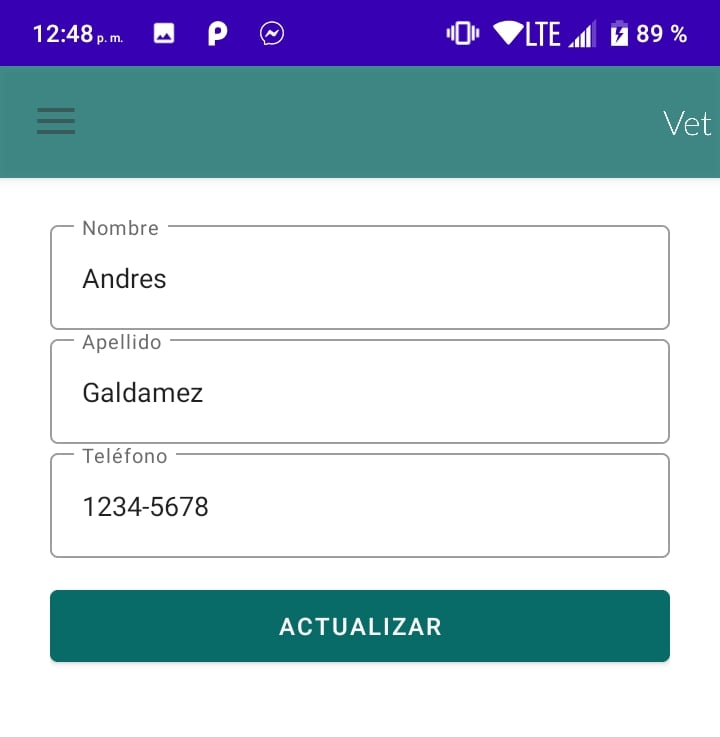 12:48 p. m. LTE 89 %
Vet
Nombre
Andres
Apellido
Galdamez
Teléfono
1234-5678
ACTUALIZAR